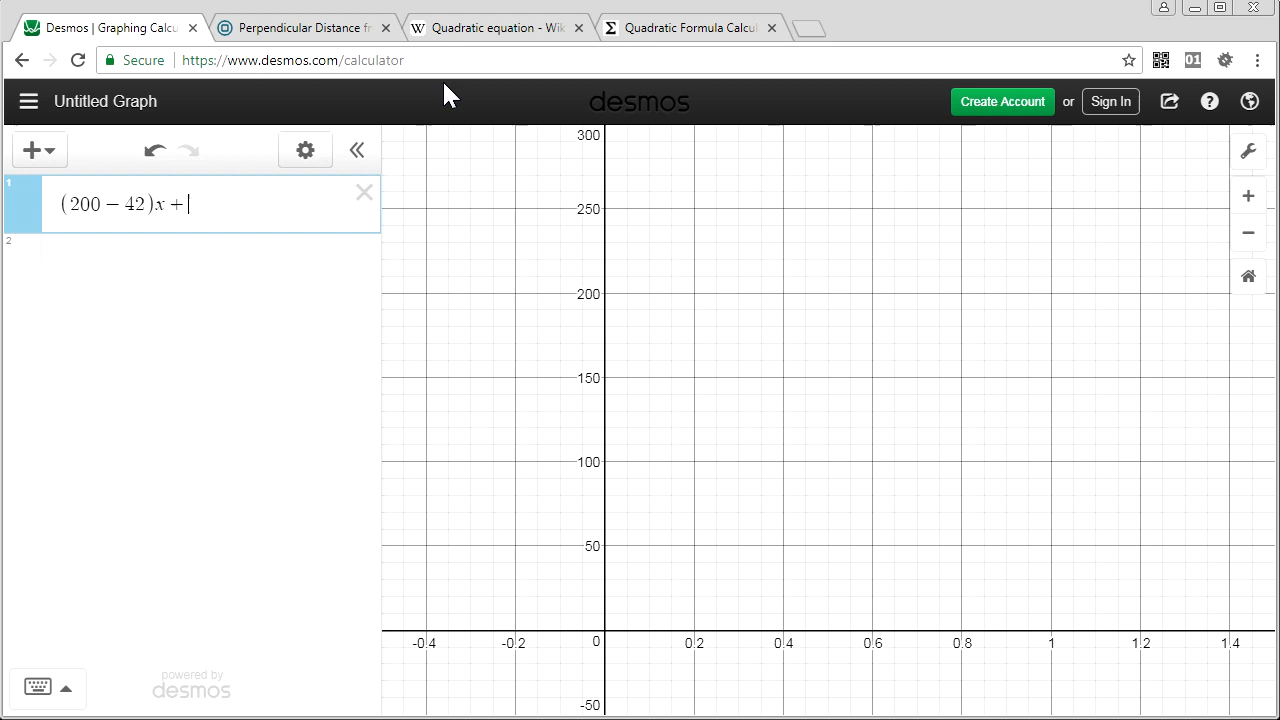 Desmos | Graphing Calcu
Perpendicular Distance fr
W Quadratic equation - Wik
Σ Quadratic Formula Calcul
Secure
https://www.desmos.com/calculator
01
Untitled Graph
desmos
Create Account or Sign In
1
(200 − 42)x +
2
300
250
200
150
100
50
0
-50
-0.4 -0.2 0.2 0.4 0.6 0.8 1 1.2 1.4
powered by
desmos